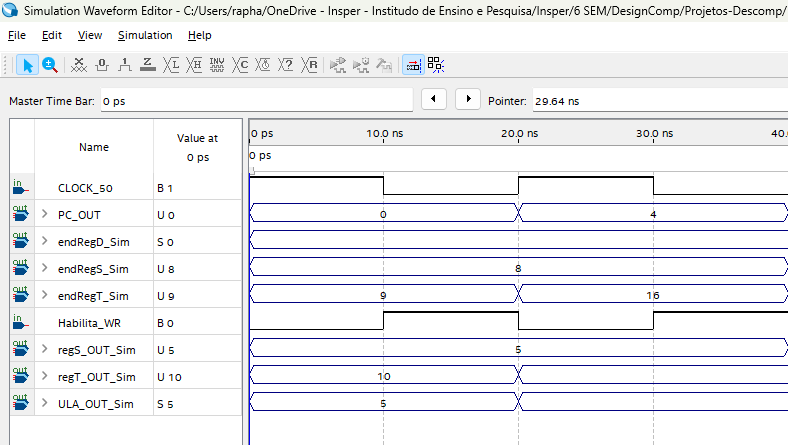 Simulation Waveform Editor - C:/Users/rapha/OneDrive - Insper - Institudo de Ensino e Pesquisa/Insper/6 SEM/DesignComp/Projetos-Descomp/
File Edit View Simulation Help
Master Time Bar: 0 ps Pointer: 29.64 ns
Name Value at 0 ps
0 ps 10.0 ns 20.0 ns 30.0 ns 40.
0 ps
in CLOCK_50 B 1
out PC_OUT U 0 0 4
out endRegD_Sim S 0
out endRegS_Sim U 8 8
out endRegT_Sim U 9 9 16
in Habilita_WR B 0
out regS_OUT_Sim U 5 5
out regT_OUT_Sim U 10 10
out ULA_OUT_Sim S 5 5